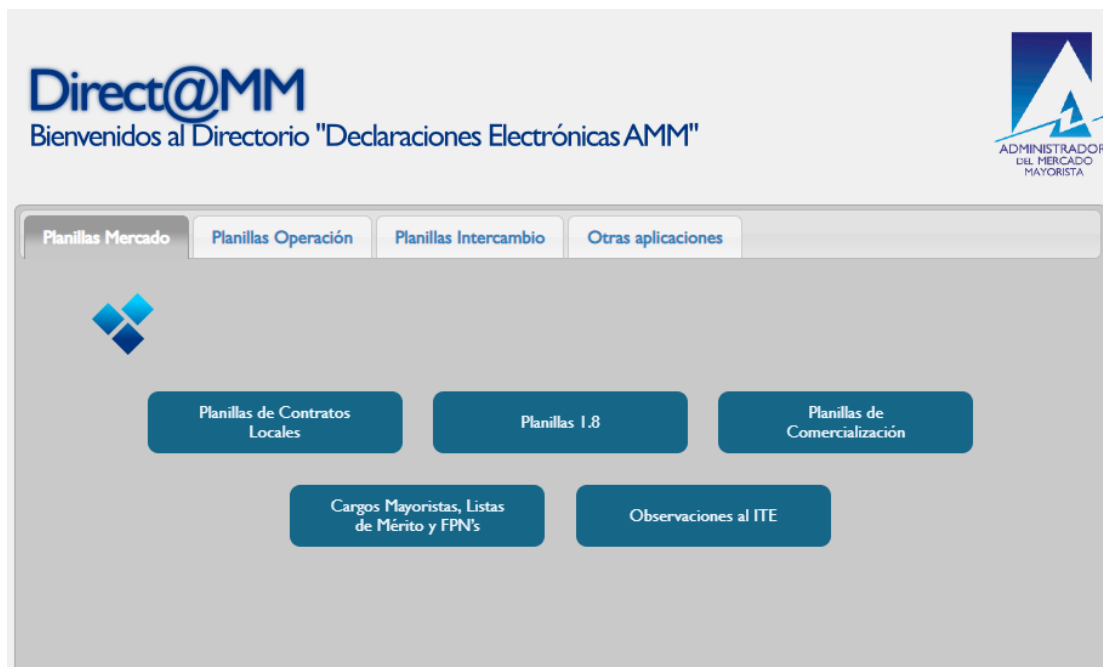 Direct@MM
Bienvenidos al Directorio "Declaraciones Electrónicas AMM"
ADMINISTRADOR
DEL MERCADO
MAYORISTA
Planillas Mercado
Planillas Operación
Planillas Intercambio
Otras aplicaciones
Planillas de Contratos
Locales
Planillas 1.8
Planillas de
Comercialización
Cargos Mayoristas, Listas
de Mérito y FPN's
Observaciones al ITE